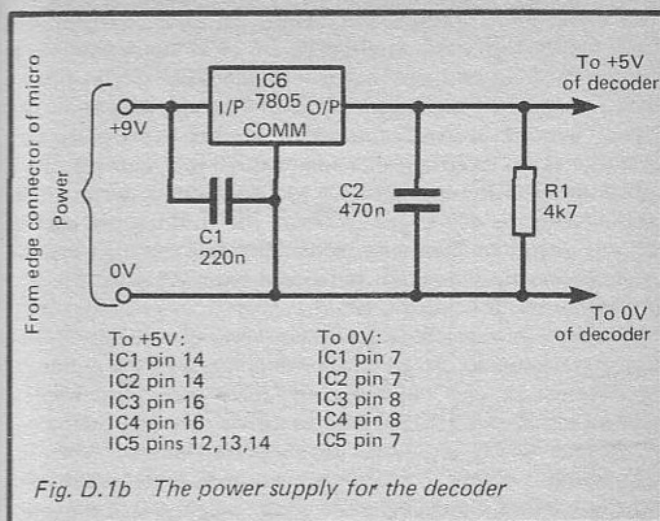 From edge connector of micro
Power
+9V
0V
IC6
7805
I/P
O/P
COMM
C1
220n
C2
470n
R1
4k7
To +5V
of decoder
To 0V
of decoder
To +5V:
IC1 pin 14
IC2 pin 14
IC3 pin 16
IC4 pin 16
IC5 pins 12,13,14
To 0V:
IC1 pin 7
IC2 pin 7
IC3 pin 8
IC4 pin 8
IC5 pin 7
Fig. D.1b The power supply for the decoder